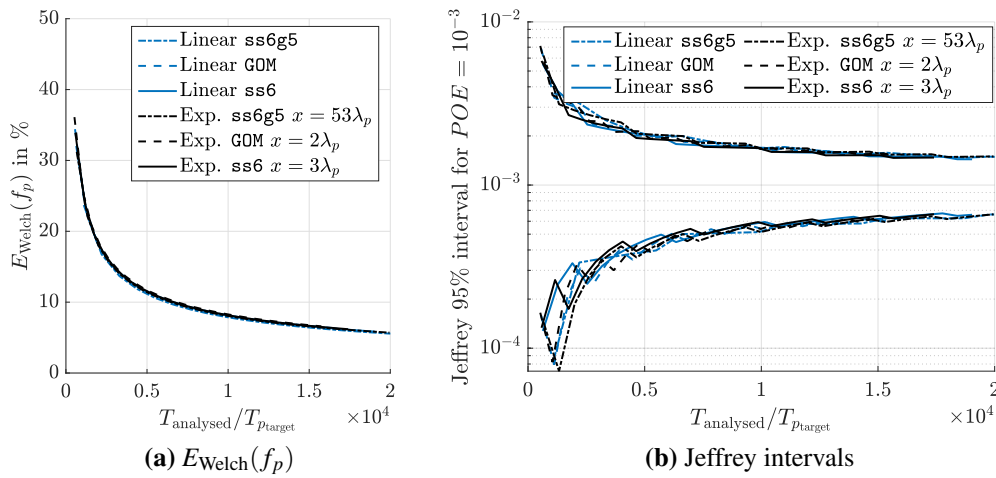 E_Welch(f_p) in %
50
40
30
20
10
0
Linear ss6g5
Linear GOM
Linear ss6
Exp. ss6g5 x = 53λ_p
Exp. GOM x = 2λ_p
Exp. ss6 x = 3λ_p
0 0.5 1 1.5 2
×10^4
T_analysed/T_p_target
(a) E_Welch(f_p)
Jeffrey 95% interval for POE = 10^−3
10^−2
10^−3
10^−4
Linear ss6g5 Exp. ss6g5 x = 53λ_p
Linear GOM Exp. GOM x = 2λ_p
Linear ss6 Exp. ss6 x = 3λ_p
0 0.5 1 1.5 2
×10^4
T_analysed/T_p_target
(b) Jeffrey intervals